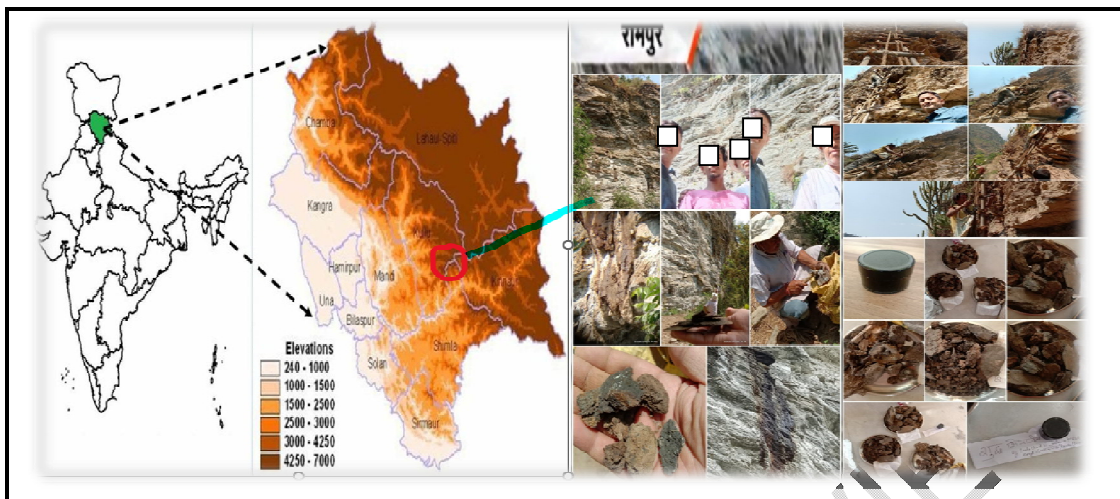 रामपुर
Chamba
Lahaul-Spiti
Kangra
Kullu
Hamirpur
Mandi
Kinnaur
Una
Bilaspur
Shimla
Solan
Sirmaur
Elevations
240 - 1000
1000 - 1500
1500 - 2500
2500 - 3000
3000 - 4250
4250 - 7000